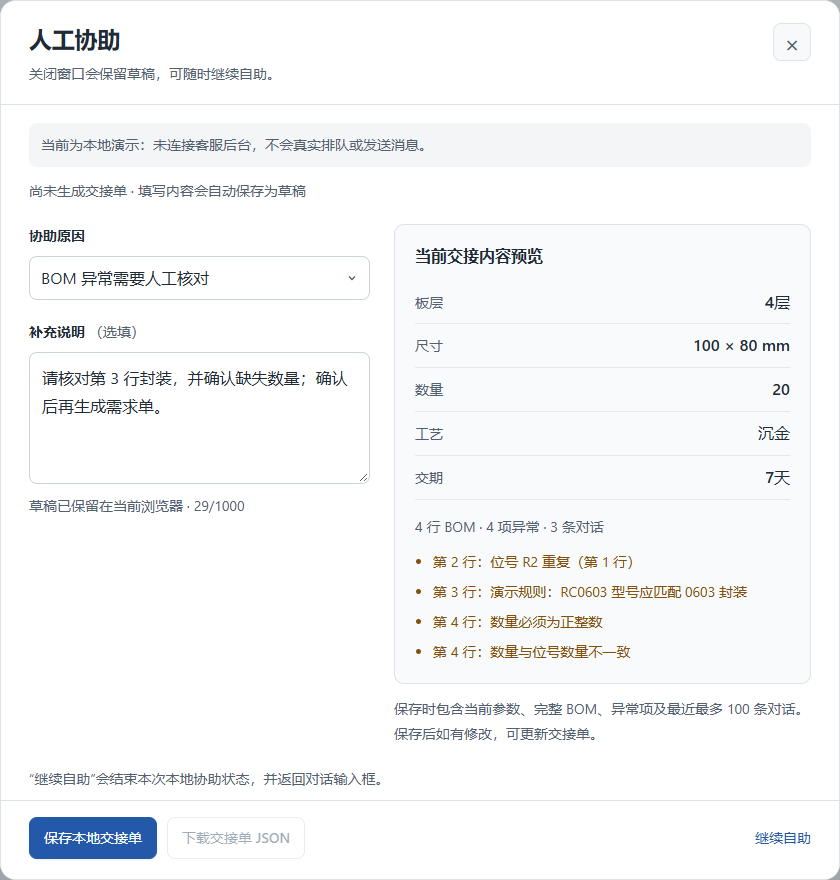 人工协助
关闭窗口会保留草稿，可随时继续自助。
当前为本地演示：未连接客服后台，不会真实排队或发送消息。
尚未生成交接单 · 填写内容会自动保存为草稿
协助原因
BOM 异常需要人工核对
补充说明 （选填）
请核对第 3 行封装，并确认缺失数量；确认
后再生成需求单。
草稿已保留在当前浏览器 · 29/1000
当前交接内容预览
板层 4层
尺寸 100 × 80 mm
数量 20
工艺 沉金
交期 7天
4 行 BOM · 4 项异常 · 3 条对话
• 第 2 行：位号 R2 重复（第 1 行）
• 第 3 行：演示规则：RC0603 型号应匹配 0603 封装
• 第 4 行：数量必须为正整数
• 第 4 行：数量与位号数量不一致
保存时包含当前参数、完整 BOM、异常项及最近最多 100 条对话。
保存后如有修改，可更新交接单。
“继续自助”会结束本次本地协助状态，并返回对话输入框。
保存本地交接单 下载交接单 JSON 继续自助